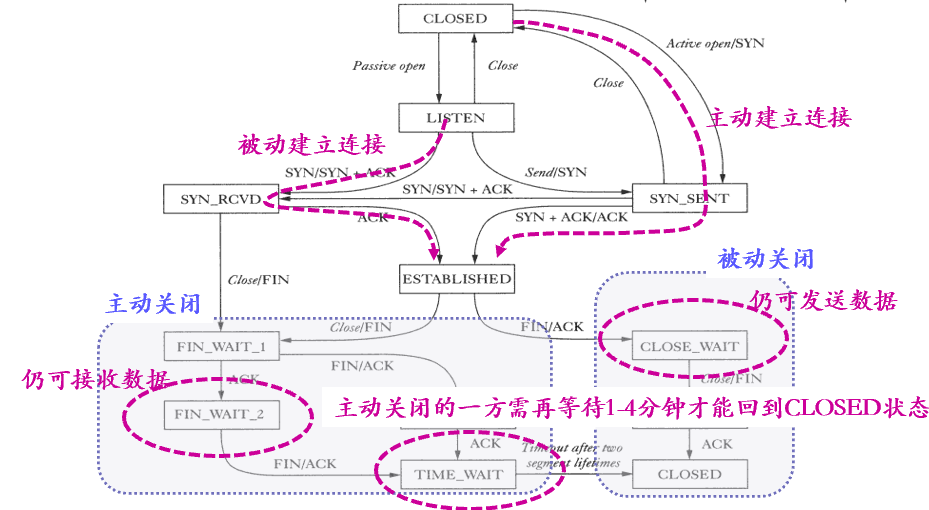 CLOSED
Active open/SYN
Passive open
Close
Close
主动建立连接
LISTEN
被动建立连接
SYN/SYN + ACK
Send/SYN
SYN/SYN + ACK
SYN_RCVD
SYN_SENT
ACK
SYN + ACK/ACK
被动关闭
ESTABLISHED
Close/FIN
主动关闭
仍可发送数据
Close/FIN
FIN/ACK
FIN_WAIT_1
CLOSE_WAIT
FIN/ACK
仍可接收数据
ACK
Close/FIN
FIN_WAIT_2
主动关闭的一方需再等待1-4分钟才能回到CLOSED状态
ACK
Timeout after two
segment lifetimes
ACK
FIN/ACK
TIME_WAIT
CLOSED